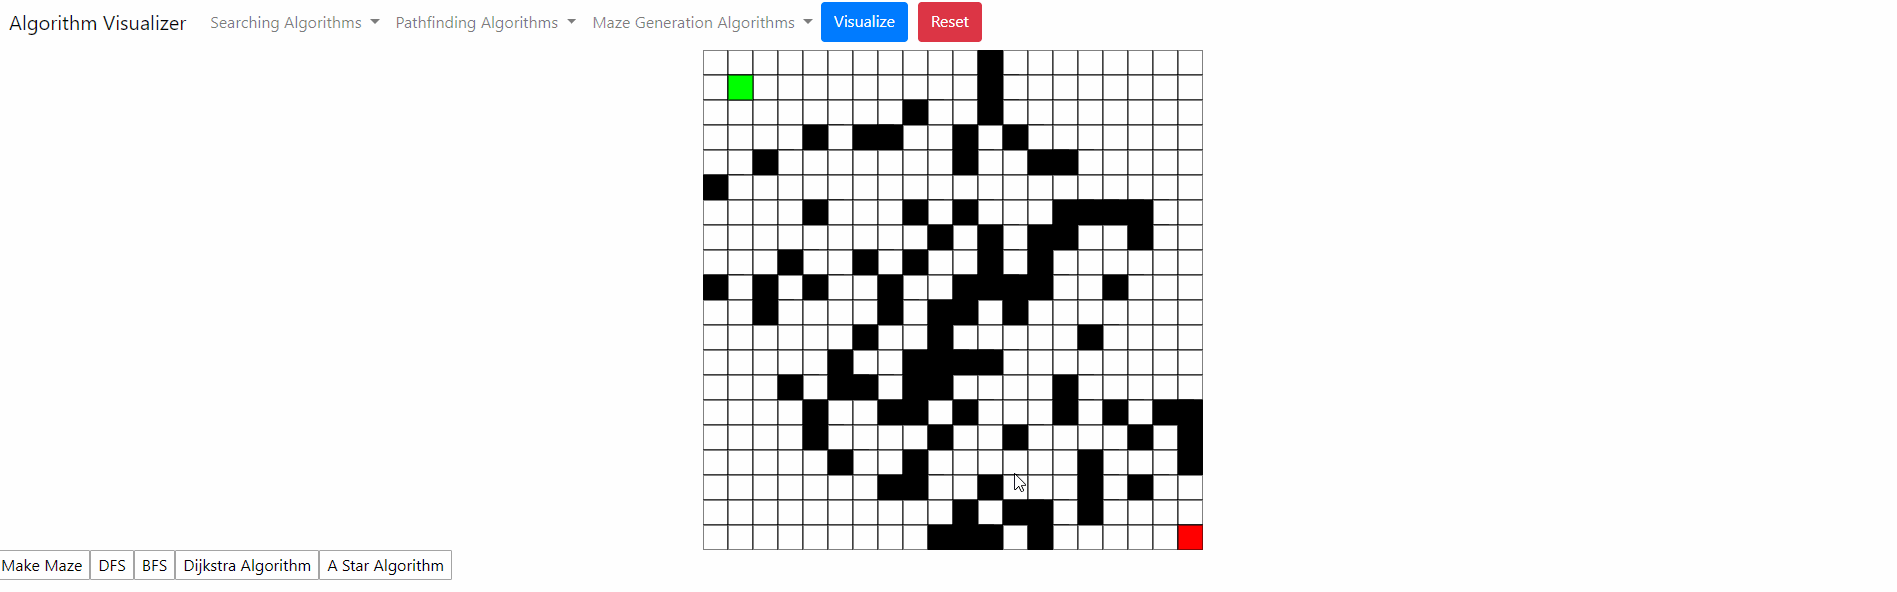 Algorithm Visualizer Searching Algorithms Pathfinding Algorithms Maze Generation Algorithms Visualize Reset
Make Maze DFS BFS Dijkstra Algorithm A Star Algorithm